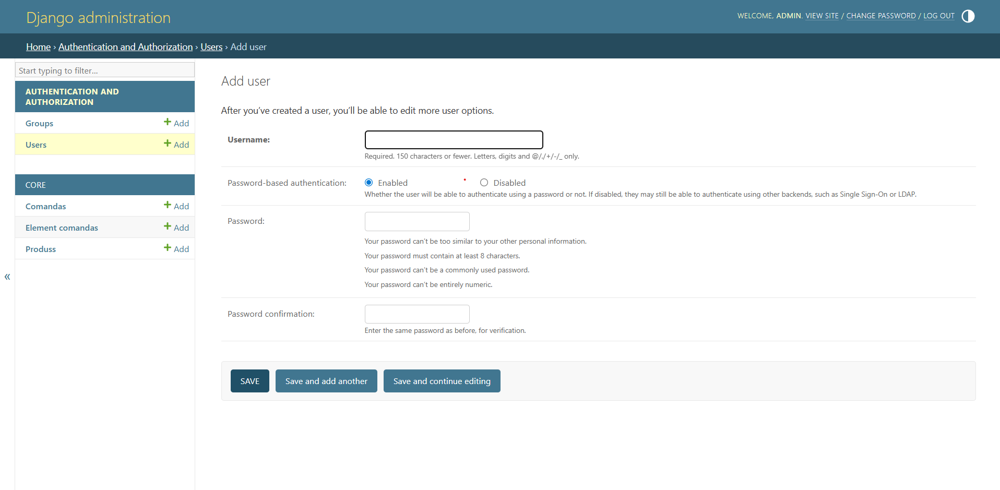 Django administration
WELCOME, ADMIN. VIEW SITE / CHANGE PASSWORD / LOG OUT
Home › Authentication and Authorization › Users › Add user
Start typing to filter...
AUTHENTICATION AND
AUTHORIZATION
Groups + Add
Users + Add
CORE
Comandas + Add
Element comandas + Add
Produss + Add
«
Add user
After you’ve created a user, you’ll be able to edit more user options.
Username:
Required. 150 characters or fewer. Letters, digits and @/./+/-/_ only.
Password-based authentication: Enabled Disabled
Whether the user will be able to authenticate using a password or not. If disabled, they may still be able to authenticate using other backends, such as Single Sign-On or LDAP.
Password:
Your password can’t be too similar to your other personal information.
Your password must contain at least 8 characters.
Your password can’t be a commonly used password.
Your password can’t be entirely numeric.
Password confirmation:
Enter the same password as before, for verification.
SAVE Save and add another Save and continue editing